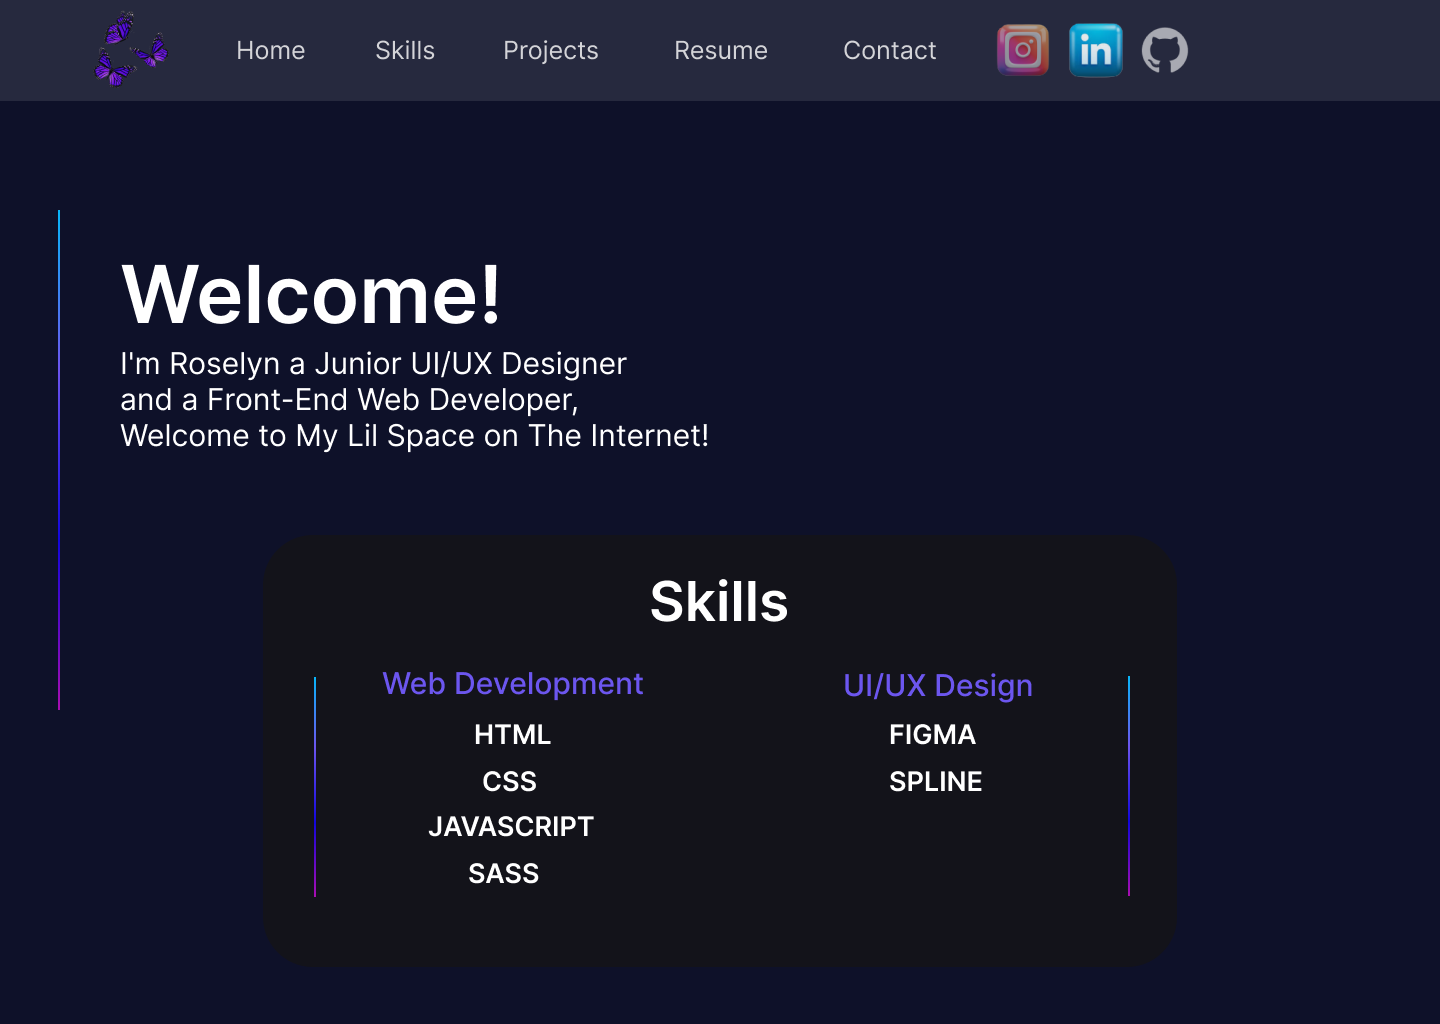 Home Skills Projects Resume Contact in
Welcome!
I'm Roselyn a Junior UI/UX Designer
and a Front-End Web Developer,
Welcome to My Lil Space on The Internet!
Skills
Web Development
HTML
CSS
JAVASCRIPT
SASS
UI/UX Design
FIGMA
SPLINE